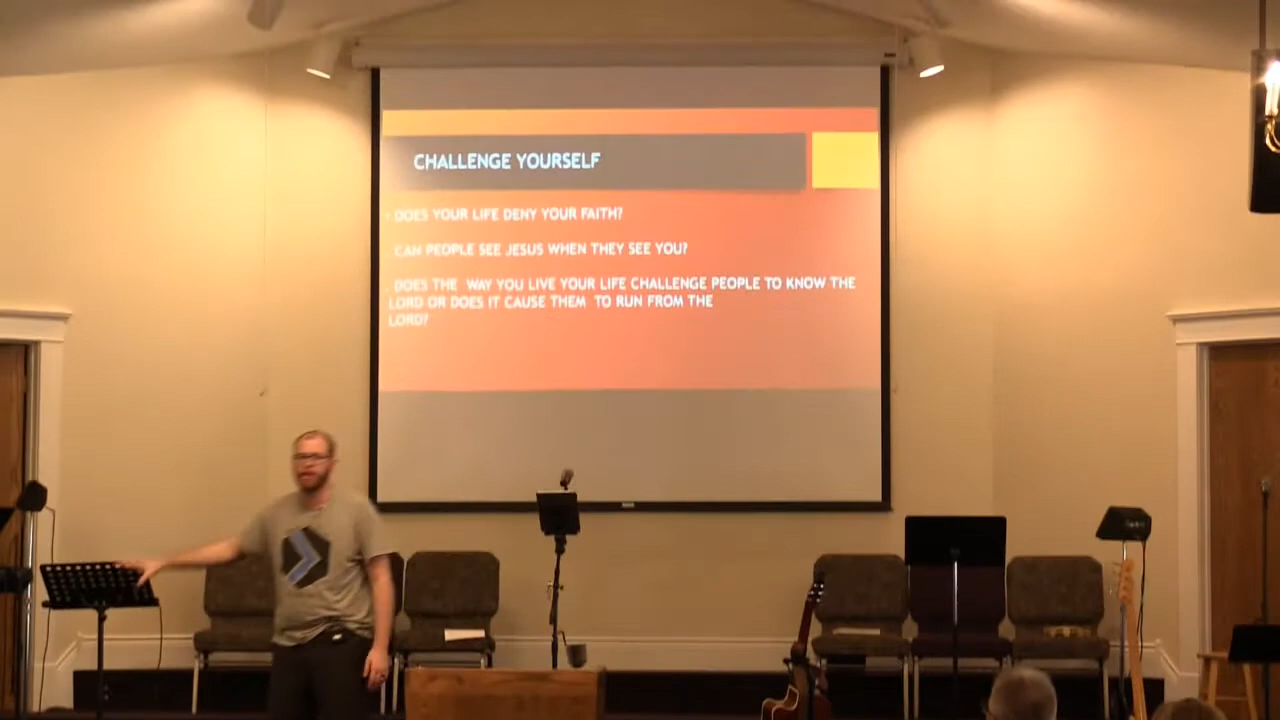 CHALLENGE YOURSELF
DOES YOUR LIFE DENY YOUR FAITH?
CAN PEOPLE SEE JESUS WHEN THEY SEE YOU?
DOES THE WAY YOU LIVE YOUR LIFE CHALLENGE PEOPLE TO KNOW THE
LORD OR DOES IT CAUSE THEM TO RUN FROM THE
LORD?